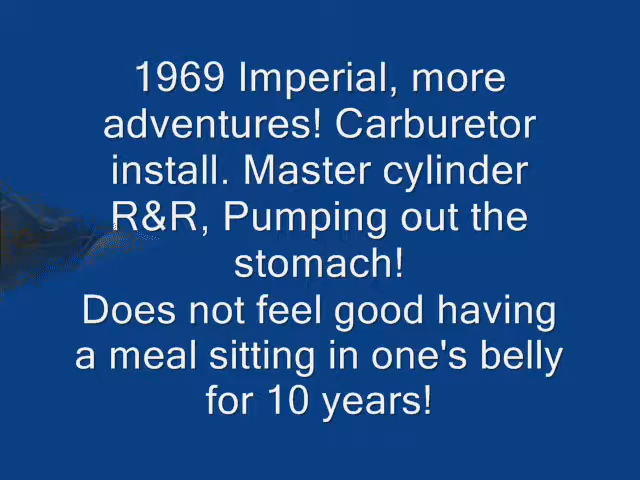 1969 Imperial, more
adventures! Carburetor
install. Master cylinder
R&R, Pumping out the
stomach!
Does not feel good having
a meal sitting in one's belly
for 10 years!